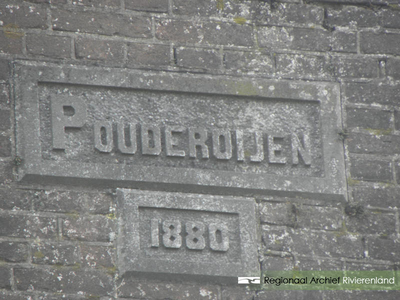 POUDEROIJEN
1880
Regionaal Archief Rivierenland